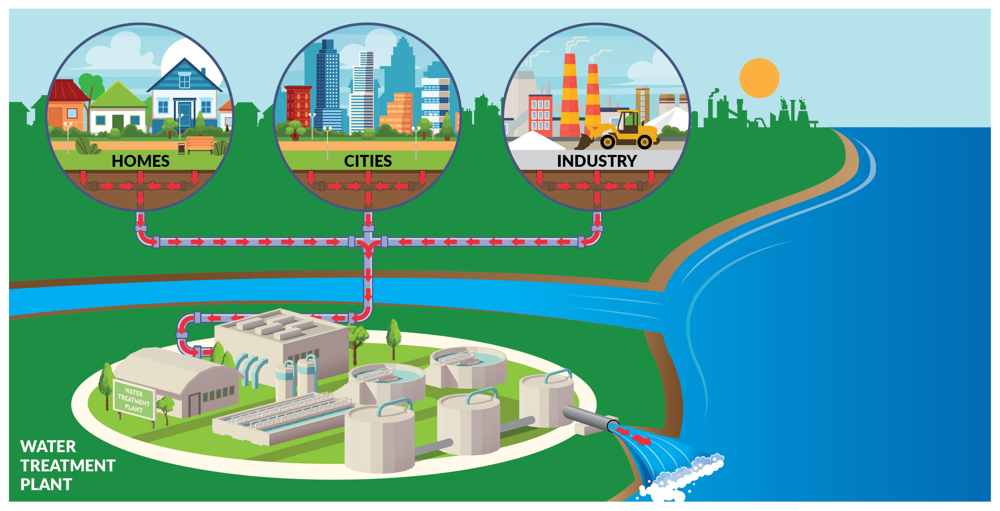 HOMES
CITIES
INDUSTRY
WATER
TREATMENT
PLANT
WATER
TREATMENT
PLANT